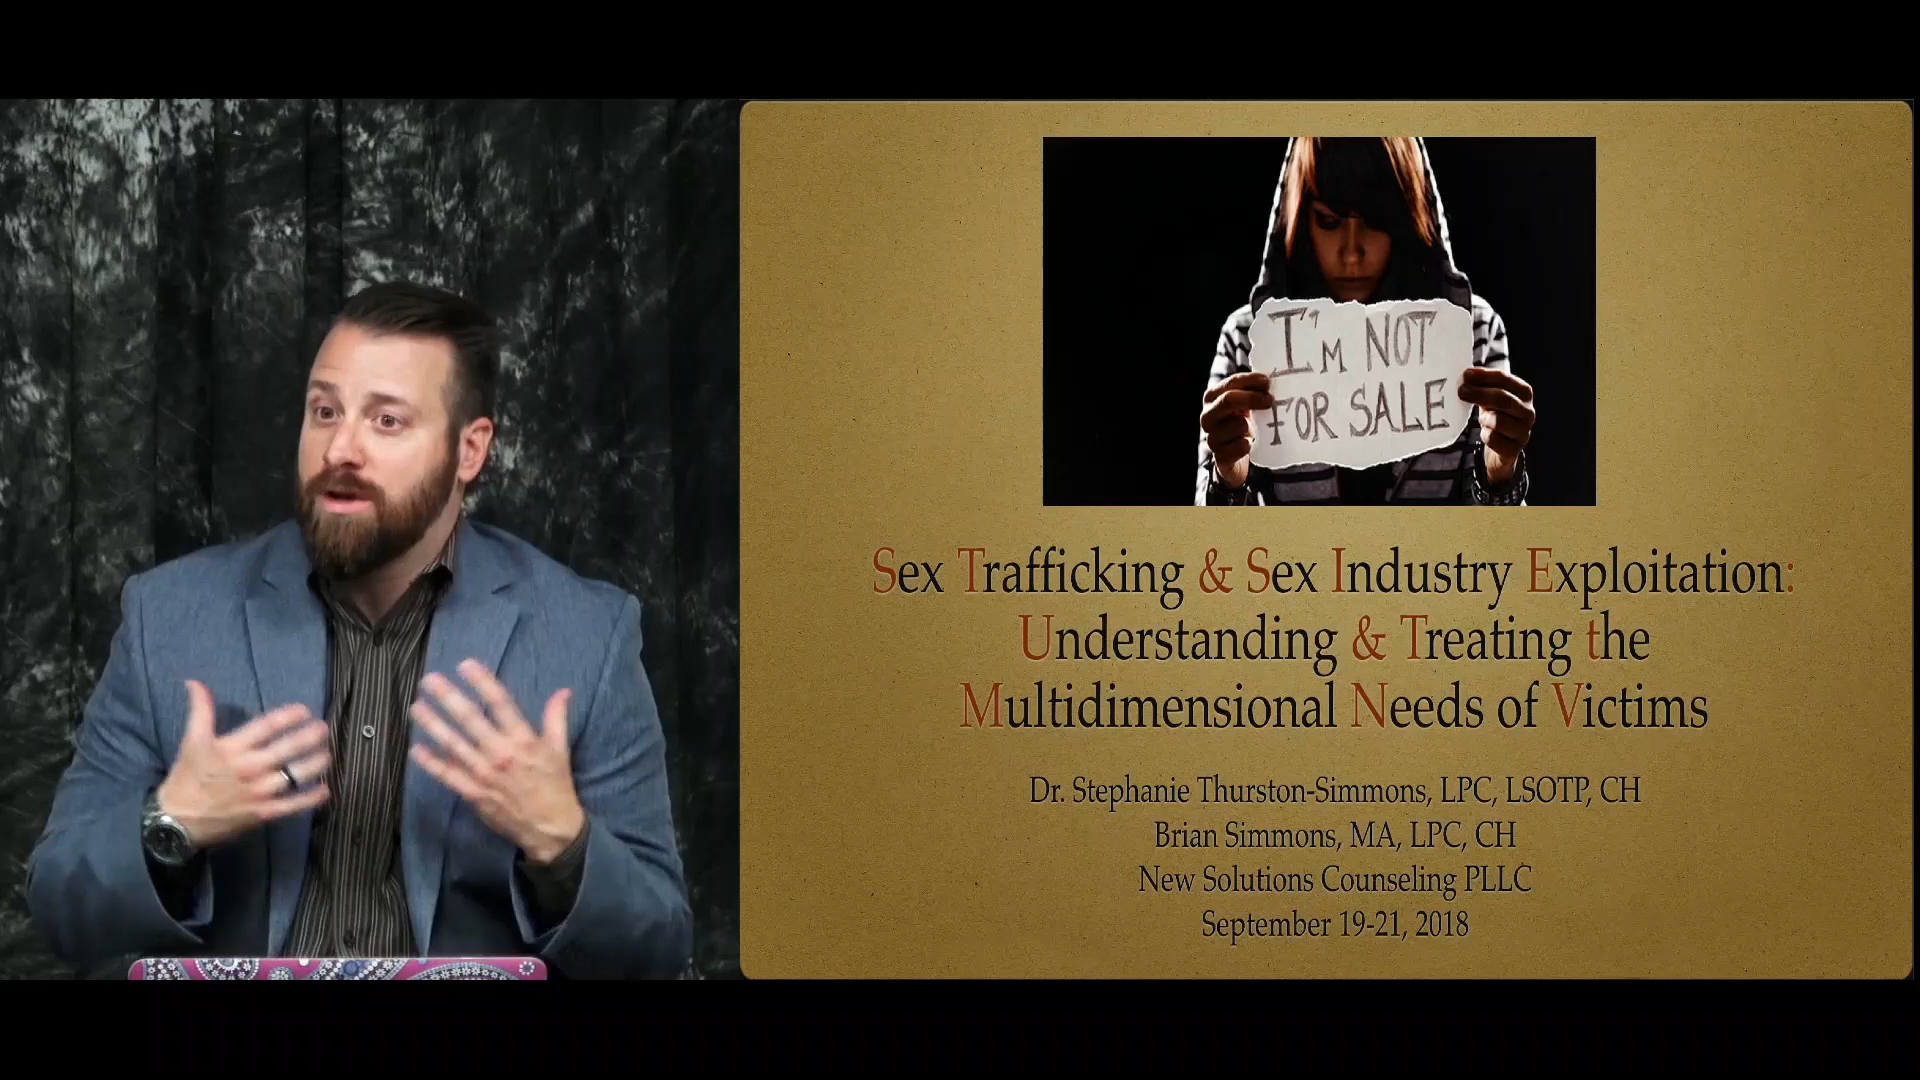 I'M NOT
FOR SALE
Sex Trafficking & Sex Industry Exploitation:
Understanding & Treating the
Multidimensional Needs of Victims
Dr. Stephanie Thurston-Simmons, LPC, LSOTP, CH
Brian Simmons, MA, LPC, CH
New Solutions Counseling PLLC
September 19-21, 2018